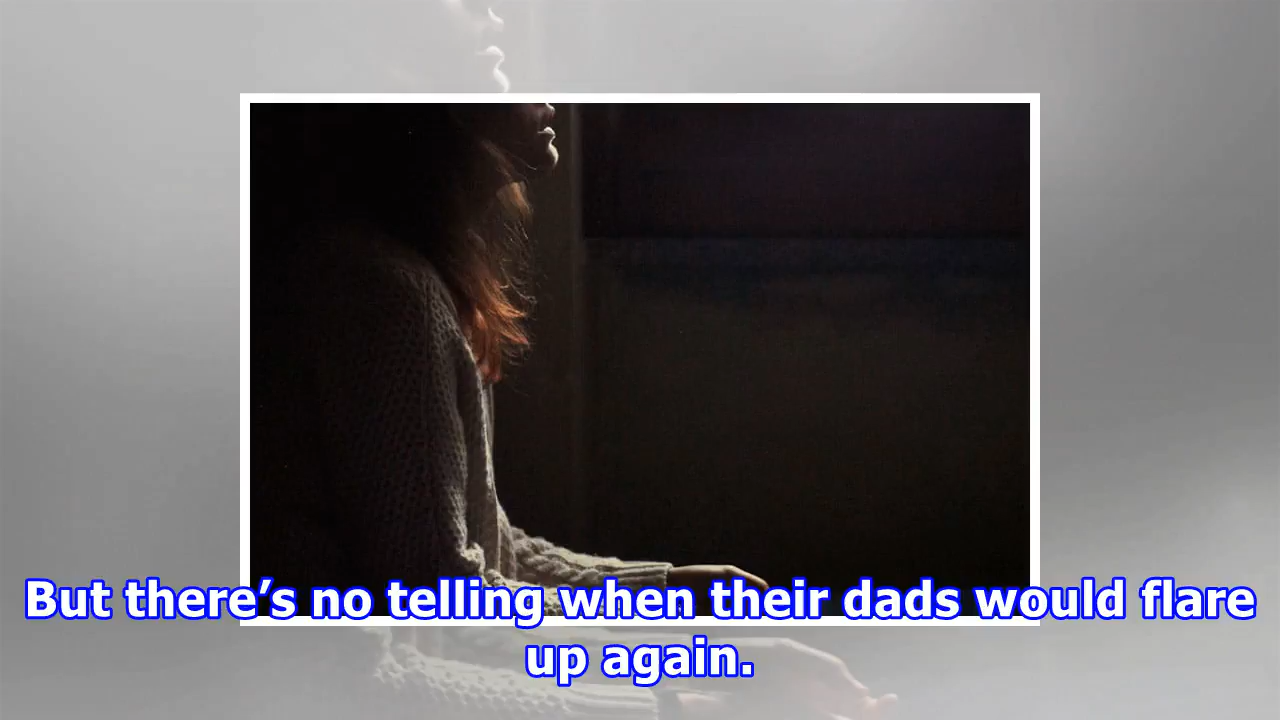 But there’s no telling when their dads would flare
up again.